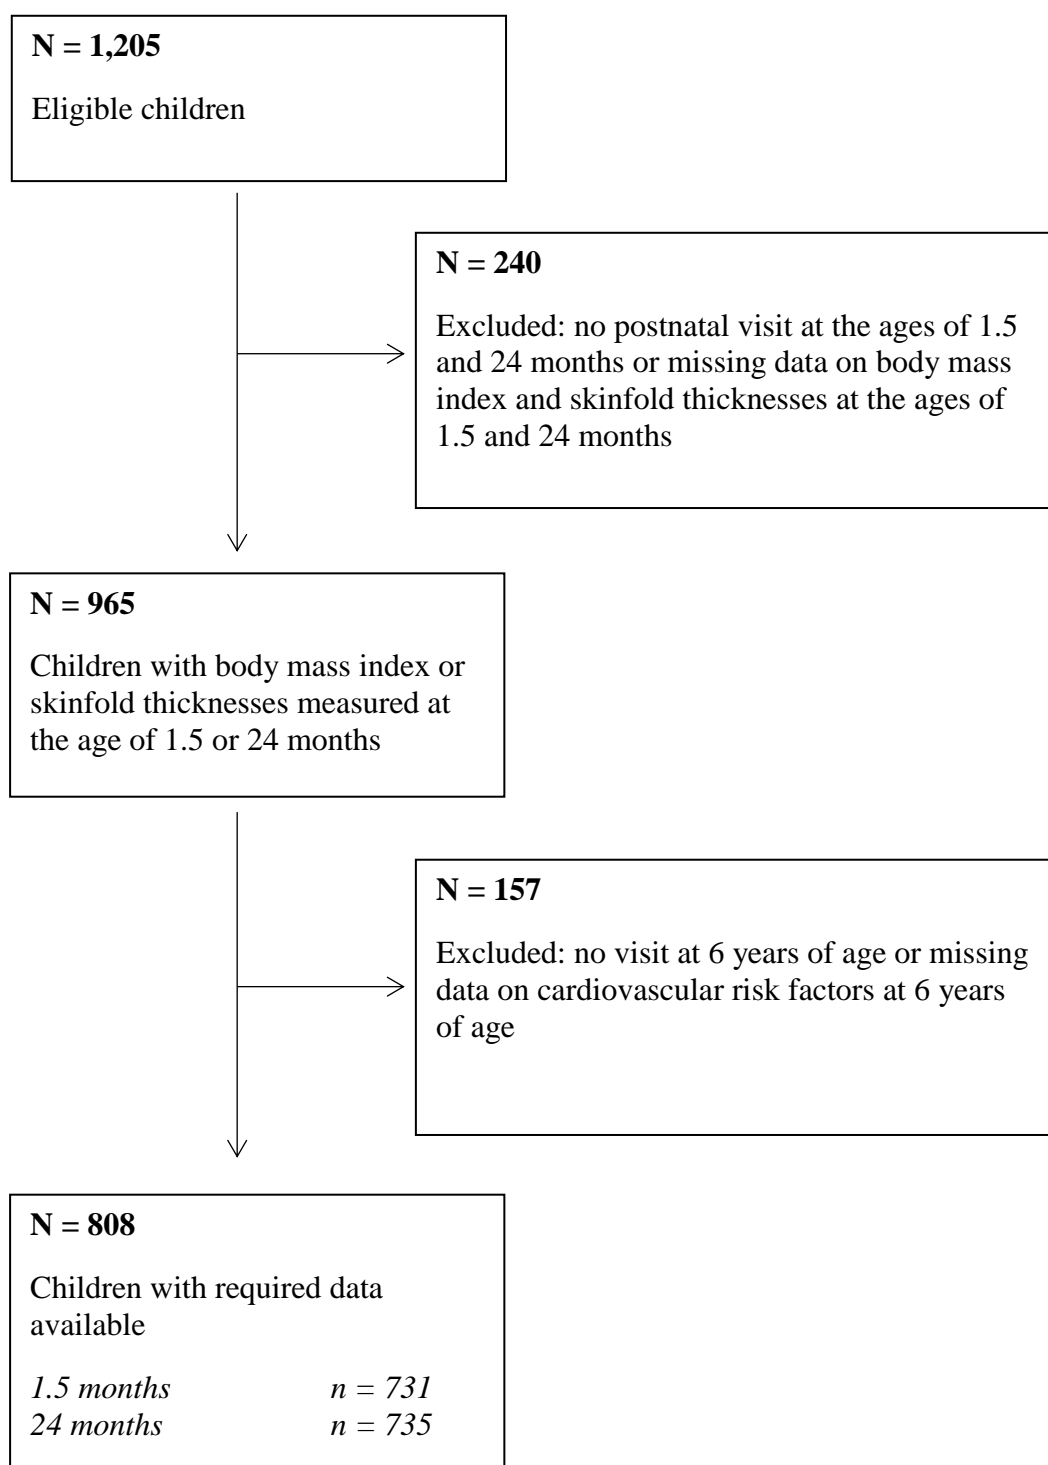 N = 1,205
Eligible children
N = 240
Excluded: no postnatal visit at the ages of 1.5
and 24 months or missing data on body mass
index and skinfold thicknesses at the ages of
1.5 and 24 months
N = 965
Children with body mass index or
skinfold thicknesses measured at
the age of 1.5 or 24 months
N = 157
Excluded: no visit at 6 years of age or missing
data on cardiovascular risk factors at 6 years
of age
N = 808
Children with required data
available
1.5 months n = 731
24 months n = 735